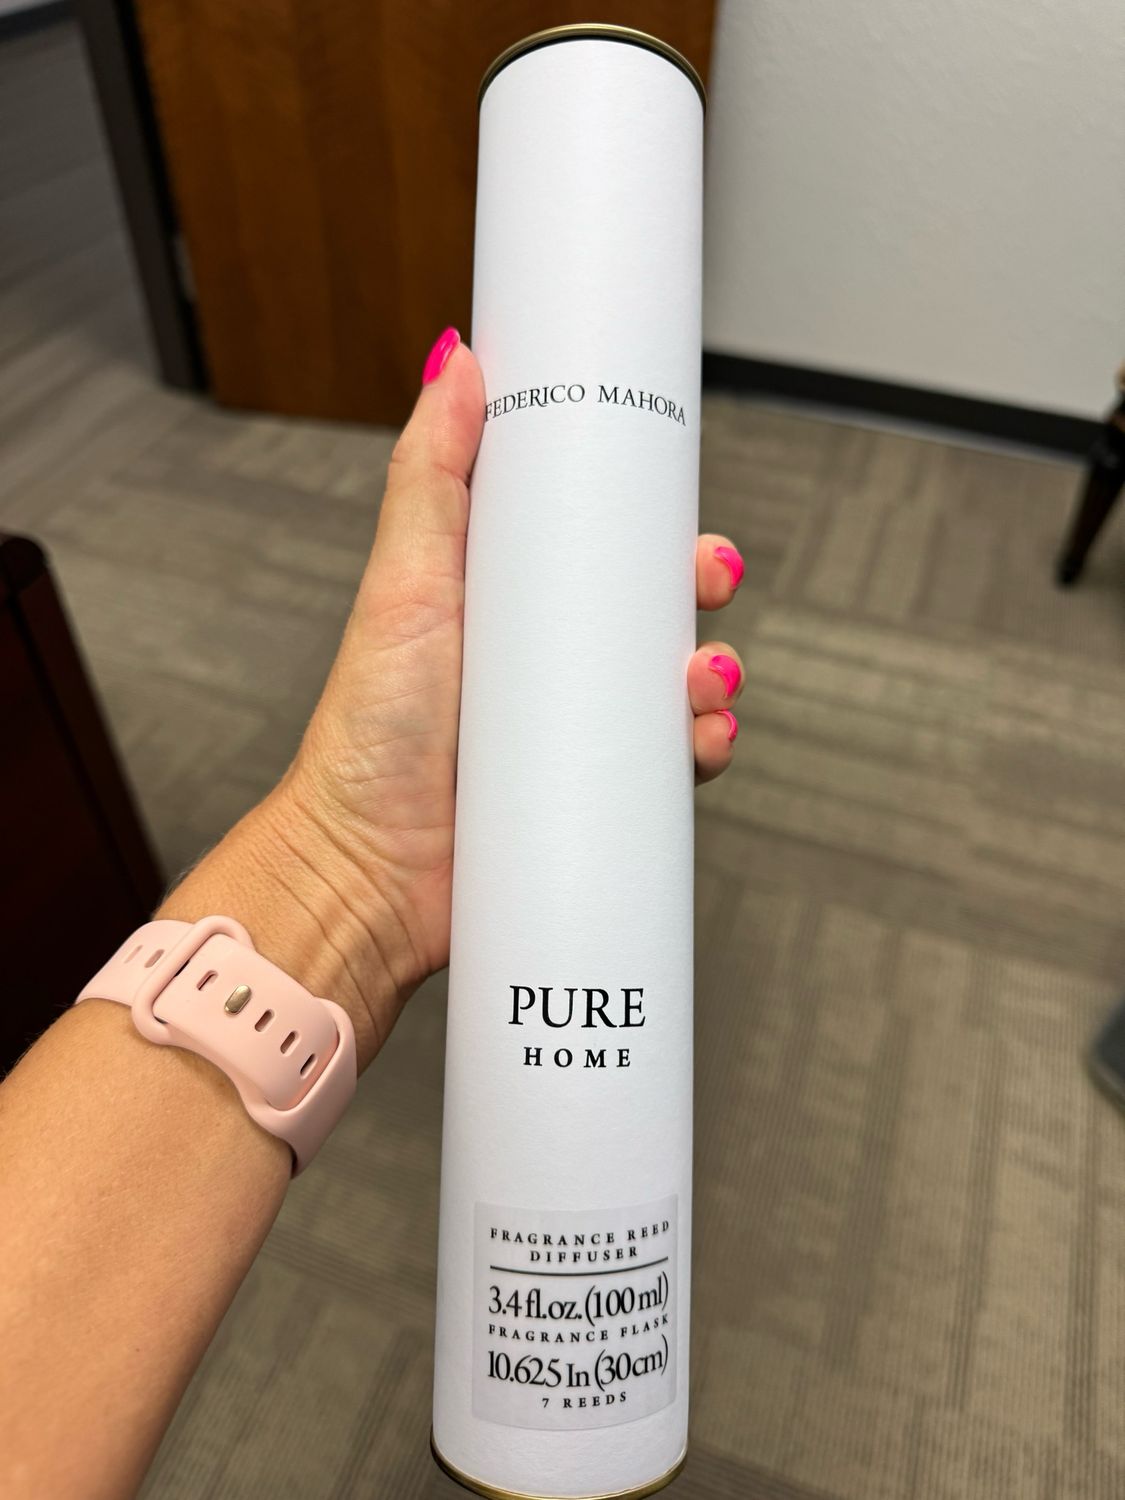 FEDERICO MAHORA
PURE
HOME
FRAGRANCE REED
DIFFUSER
3.4 fl.oz. (100 ml)
FRAGRANCE FLASK
10.625 In (30cm)
7 REEDS